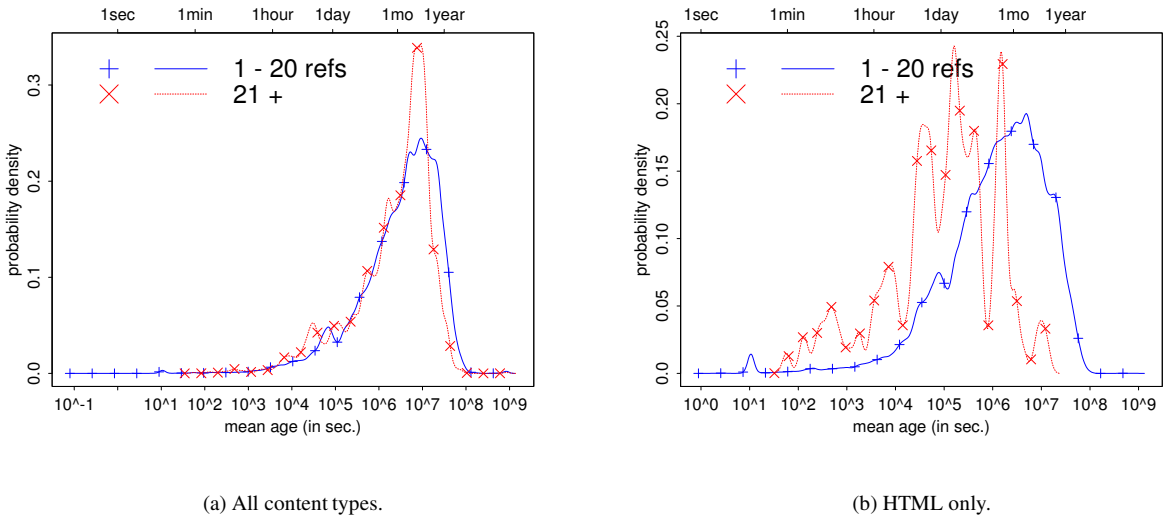 1sec 1min 1hour 1day 1mo 1year
probability density
0.0 0.1 0.2 0.3
1 - 20 refs
21 +
10^-1 10^1 10^2 10^3 10^4 10^5 10^6 10^7 10^8 10^9
mean age (in sec.)
(a) All content types.
1sec 1min 1hour 1day 1mo 1year
probability density
0.0 0.05 0.10 0.15 0.20 0.25
1 - 20 refs
21 +
10^0 10^1 10^2 10^3 10^4 10^5 10^6 10^7 10^8 10^9
mean age (in sec.)
(b) HTML only.